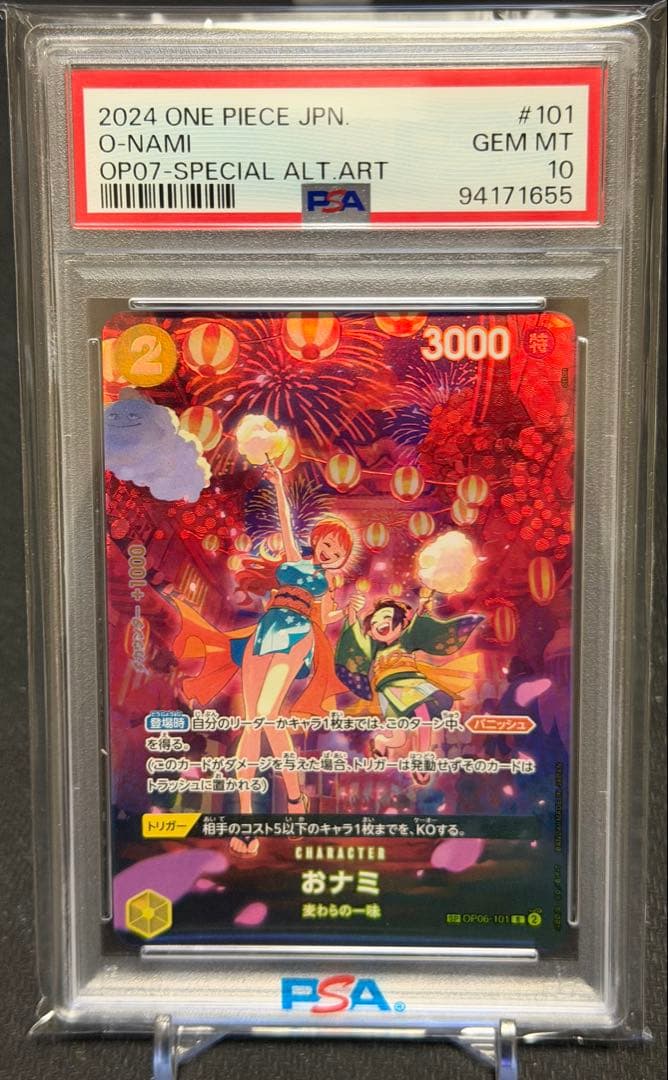 2024 ONE PIECE JPN. #101
O-NAMI GEM MT
OP07-SPECIAL ALT.ART 10
PSA 94171655
2 3000 特
+1000
登場時 自分のリーダーかキャラ1枚までは、このターン中、バニッシュ
を得る。
(このカードがダメージを与えた場合、トリガーは発動せずそのカードは
トラッシュに置かれる)
トリガー 相手のコスト5以下のキャラ1枚までを、KOする。
CHARACTER
おナミ
麦わらの一味
SP OP06-101 R 2
PSA®